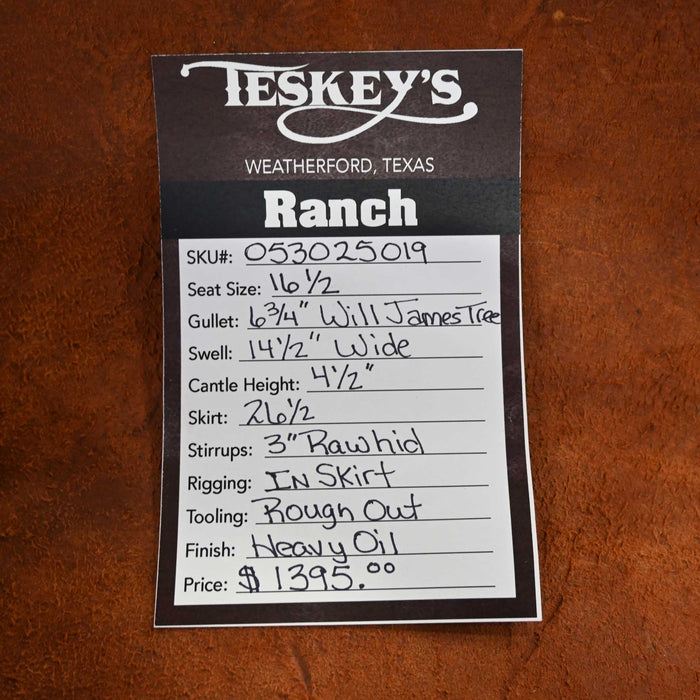 TESKEY'S
WEATHERFORD, TEXAS
Ranch
SKU#: 053025019
Seat Size: 16 1/2
Gullet: 6 3/4" Will James Tree
Swell: 14 1/2" Wide
Cantle Height: 4 1/2"
Skirt: 26 1/2
Stirrups: 3" Rawhid
Rigging: IN Skirt
Tooling: Rough Out
Finish: Heavy Oil
Price: $ 1395.00